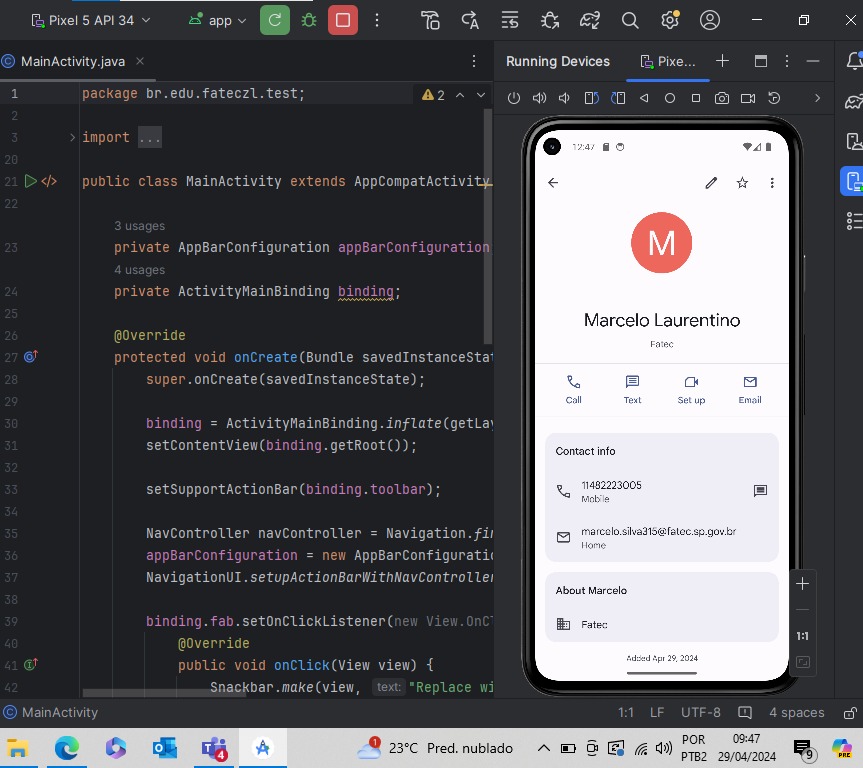 Pixel 5 API 34
app
MainActivity.java
Running Devices
Pixe...
1 package br.edu.fateczl.test;
2
2
3 import ...
20
21 public class MainActivity extends AppCompatActivity
22
3 usages
23 private AppBarConfiguration appBarConfiguration
4 usages
24 private ActivityMainBinding binding;
25
26 @Override
27 protected void onCreate(Bundle savedInstanceSta
28 super.onCreate(savedInstanceState);
29
30 binding = ActivityMainBinding.inflate(getLay
31 setContentView(binding.getRoot());
32
33 setSupportActionBar(binding.toolbar);
34
35 NavController navController = Navigation.fin
36 appBarConfiguration = new AppBarConfiguratio
37 NavigationUI.setupActionBarWithNavController
38
39 binding.fab.setOnClickListener(new View.OnCl
40 @Override
41 public void onClick(View view) {
42 Snackbar.make(view, text: "Replace wi
12:47
M
Marcelo Laurentino
Fatec
Call Text Set up Email
Contact info
11482223005
Mobile
marcelo.silva315@fatec.sp.gov.br
Home
About Marcelo
Fatec
Added Apr 29, 2024
1:1
MainActivity
1:1 LF UTF-8 4 spaces
4
1
23°C Pred. nublado
POR
PTB2
09:47
29/04/2024
9
PRE